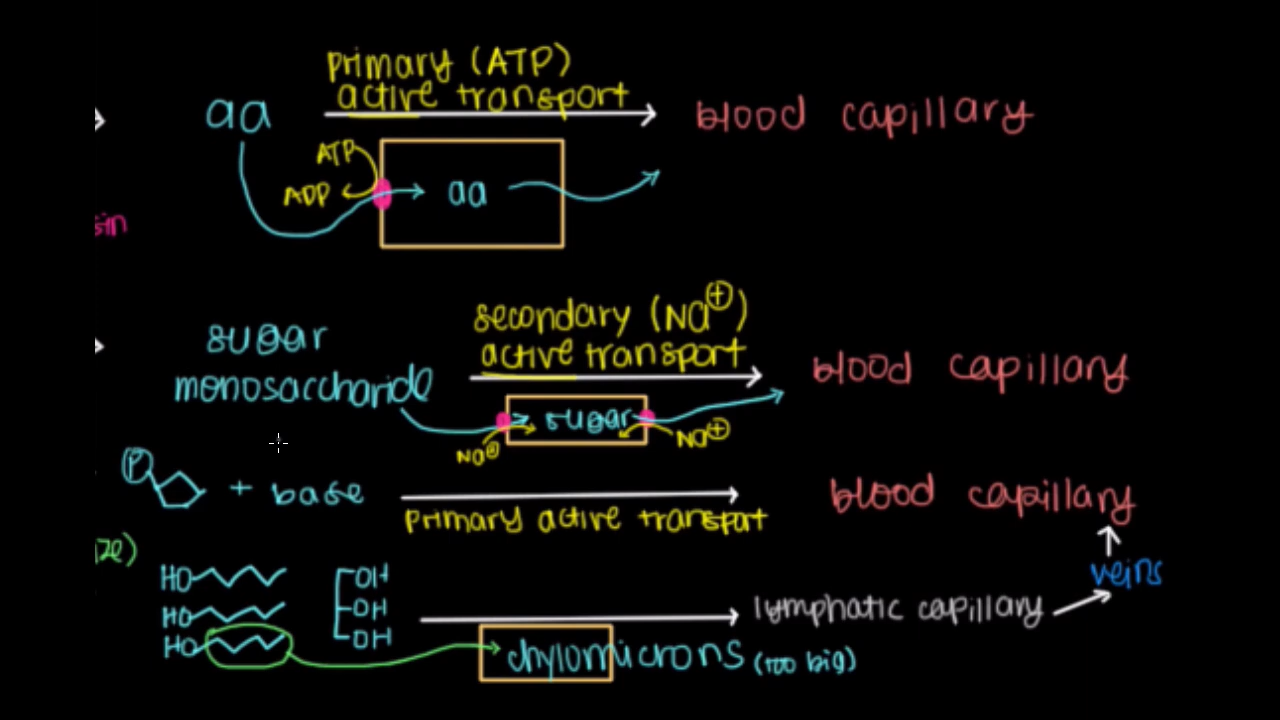 primary (ATP)
active transport
aa
blood capillary
ATP
ADP
aa
sin
secondary (Na⊕)
active transport
sugar
monosaccharide
blood capillary
sugar
Na⊕
Na⊕
P
+ base
blood capillary
primary active transport
ize)
veins
HO
OH
HO
OH
HO
OH
lymphatic capillary
chylomicrons (too big)